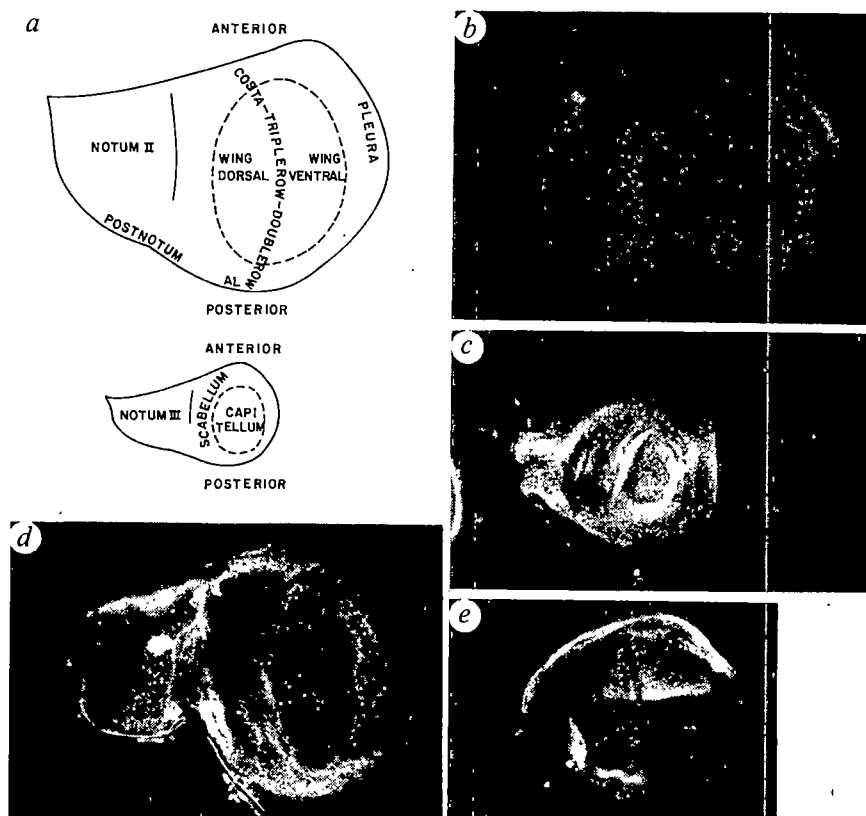 a
ANTERIOR
COSTA-TRIPLEROW-DOUBLEROW
PLEURA
NOTUM II
WING DORSAL
WING VENTRAL
POSTNOTUM
AL
POSTERIOR
ANTERIOR
NOTUM III
SCABELLUM
CAPI
TELLUM
POSTERIOR
b
c
d
e